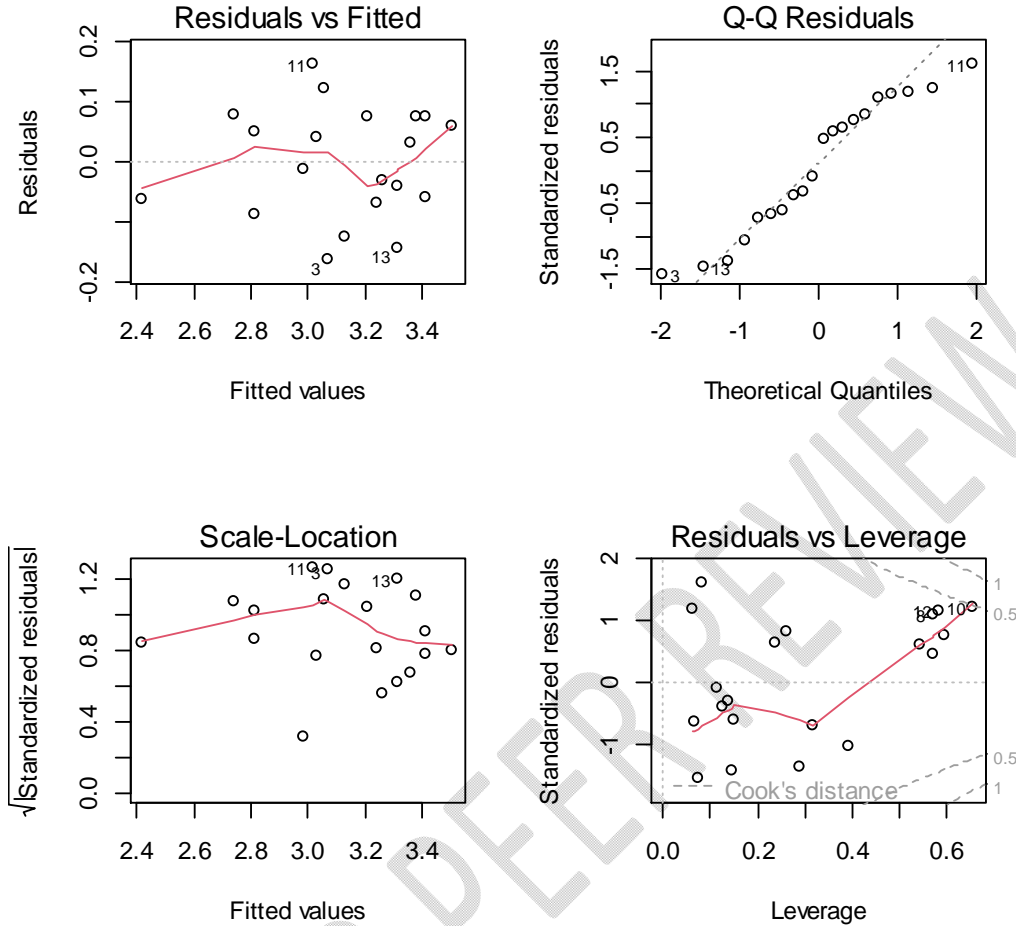 Residuals vs Fitted
Residuals
0.2
0.1
0.0
-0.2
11
3
13
2.4 2.6 2.8 3.0 3.2 3.4
Fitted values
Q-Q Residuals
Standardized residuals
1.5
0.5
-0.5
-1.5
11
3
13
-2 -1 0 1 2
Theoretical Quantiles
Scale-Location
√|Standardized residuals|
1.2
0.8
0.4
0.0
11
3
13
2.4 2.6 2.8 3.0 3.2 3.4
Fitted values
Residuals vs Leverage
Standardized residuals
2
1
0
-1
12
8
10
1
0.5
0.5
1
Cook's distance
0.0 0.2 0.4 0.6
Leverage
PEER REVIEW